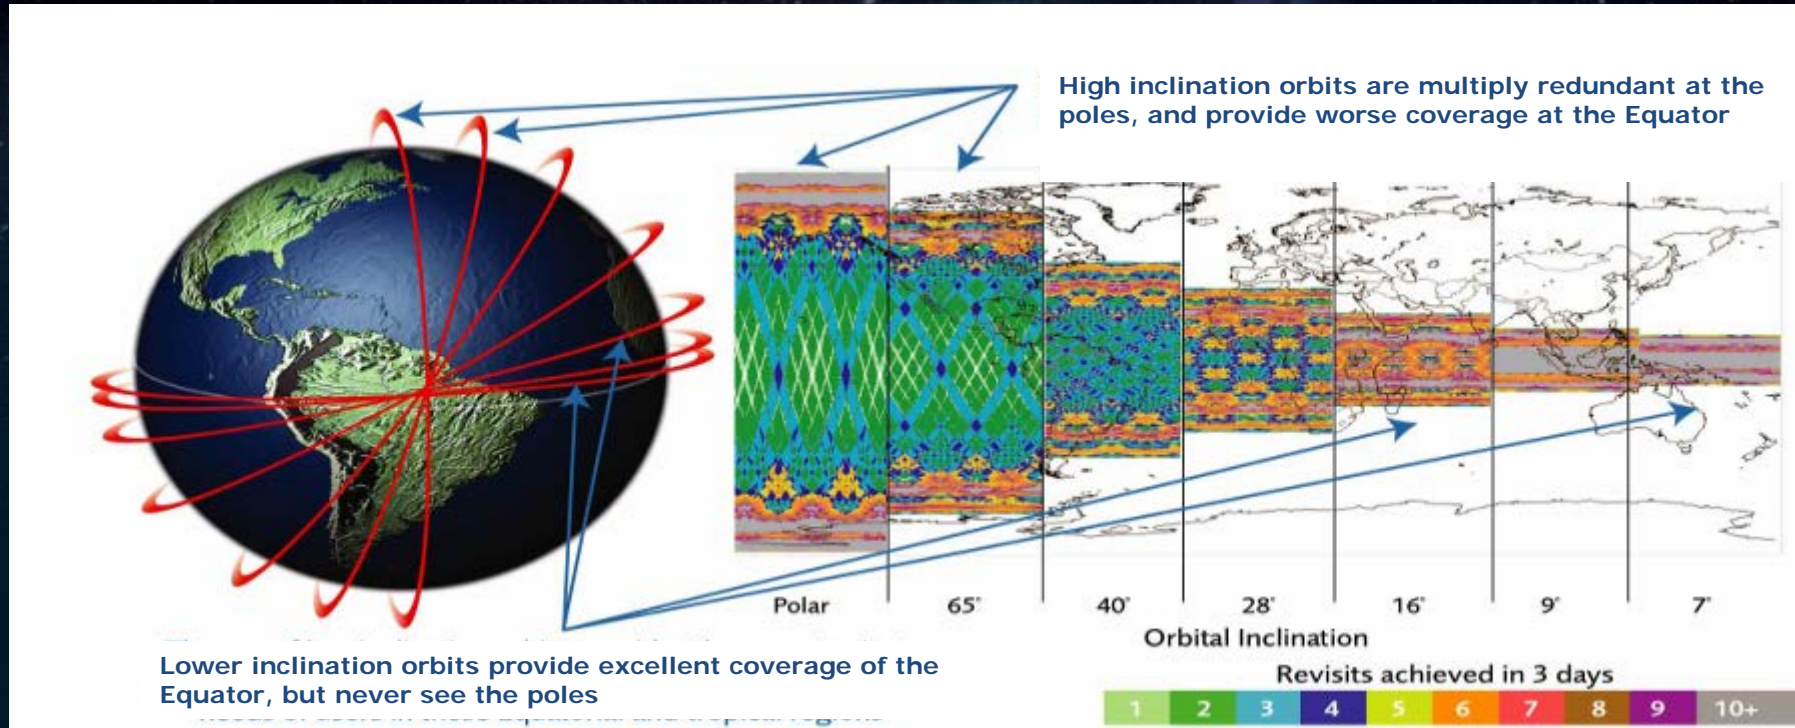 High inclination orbits are multiply redundant at the
poles, and provide worse coverage at the Equator
Polar
65°
40°
28°
16°
9°
7°
Orbital Inclination
Lower inclination orbits provide excellent coverage of the
Equator, but never see the poles
Revisits achieved in 3 days
1 2 3 4 5 6 7 8 9 10+